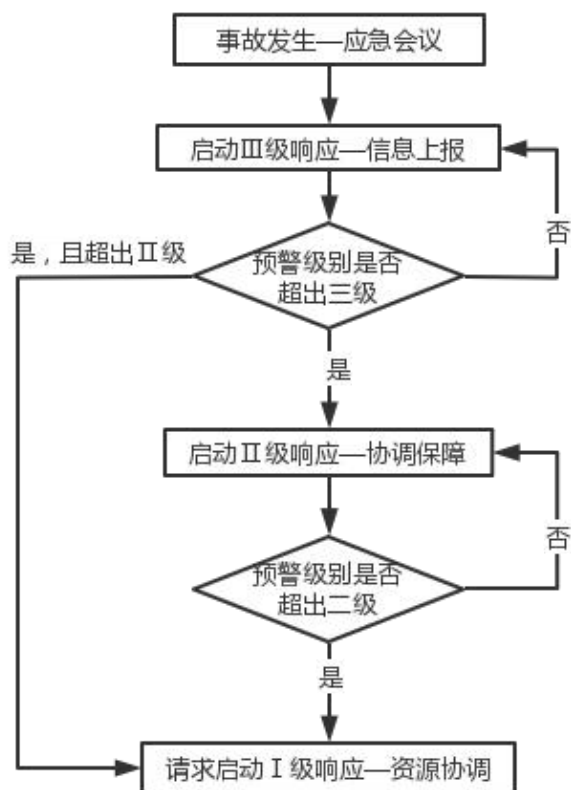 事故发生—应急会议
启动Ⅲ级响应—信息上报
是，且超出Ⅱ级
否
预警级别是否
超出三级
是
启动Ⅱ级响应—协调保障
否
预警级别是否
超出二级
是
请求启动Ⅰ级响应—资源协调